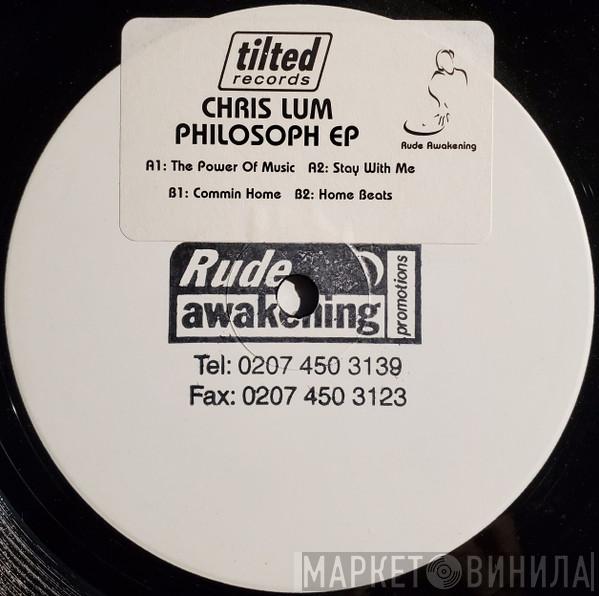 tilted
records
CHRIS LUM
PHILOSOPH EP
Rude Awakening
A1: The Power Of Music A2: Stay With Me
B1: Commin Home B2: Home Beats
Rude
awakening
promotions
Tel: 0207 450 3139
Fax: 0207 450 3123
МАРКЕТ ВИНИЛА